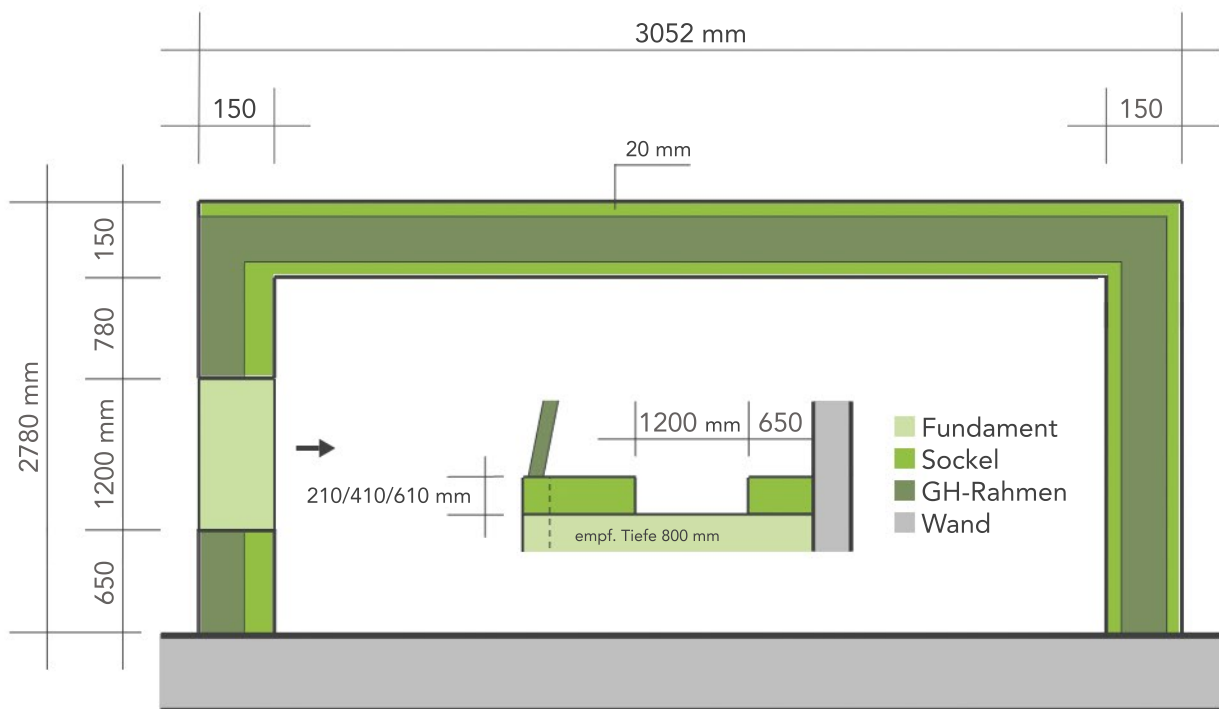 3052 mm
150
150
20 mm
150
780
2780 mm
1200 mm
650
1200 mm
650
210/410/610 mm
empf. Tiefe 800 mm
Fundament
Sockel
GH-Rahmen
Wand